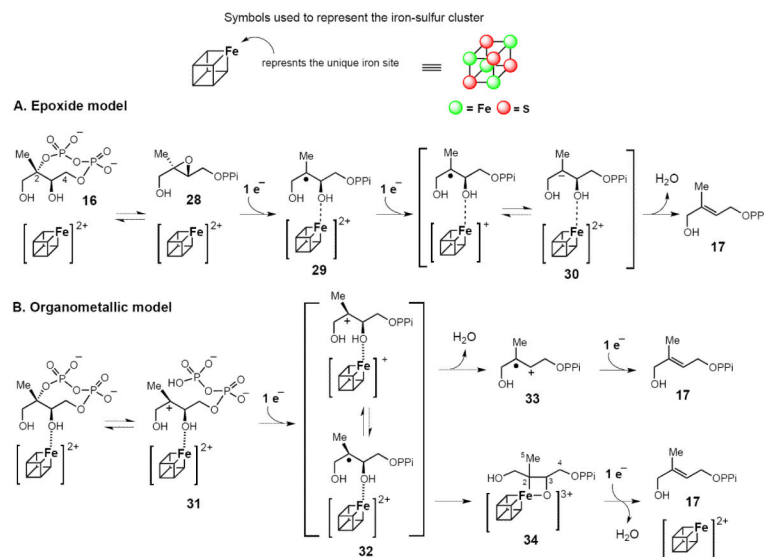 Symbols used to represent the iron-sulfur cluster
Fe
represnts the unique iron site
= Fe = S
A. Epoxide model
Me
O
O
P
O⁻
O⁻
O
P
O
O⁻
O
2
4
OH
OH
16
[Fe]2+
Me
O
OPPi
OH
28
[Fe]2+
1 e⁻
Me
OPPi
OH
OH
[Fe]2+
29
1 e⁻
Me
OPPi
OH
OH
[Fe]+
Me
OPPi
OH
OH
[Fe]2+
30
H2O
Me
OH
OPP
17
B. Organometallic model
Me
O
O
P
O⁻
O⁻
O
P
O
O⁻
O
OH
OH
[Fe]2+
O
O⁻
HO
P
O
P
O
O⁻
O⁻
O
Me
+
OH
OH
[Fe]2+
31
1 e⁻
Me
+
OPPi
OH
HO
[Fe]+
Me
OPPi
OH
OH
[Fe]2+
32
H2O
Me
OPPi
+
OH
33
1 e⁻
Me
OPPi
OH
17
5
Me
4
HO
OPPi
2
3
Fe
O
3+
34
1 e⁻
H2O
Me
OPPi
OH
17
[Fe]2+